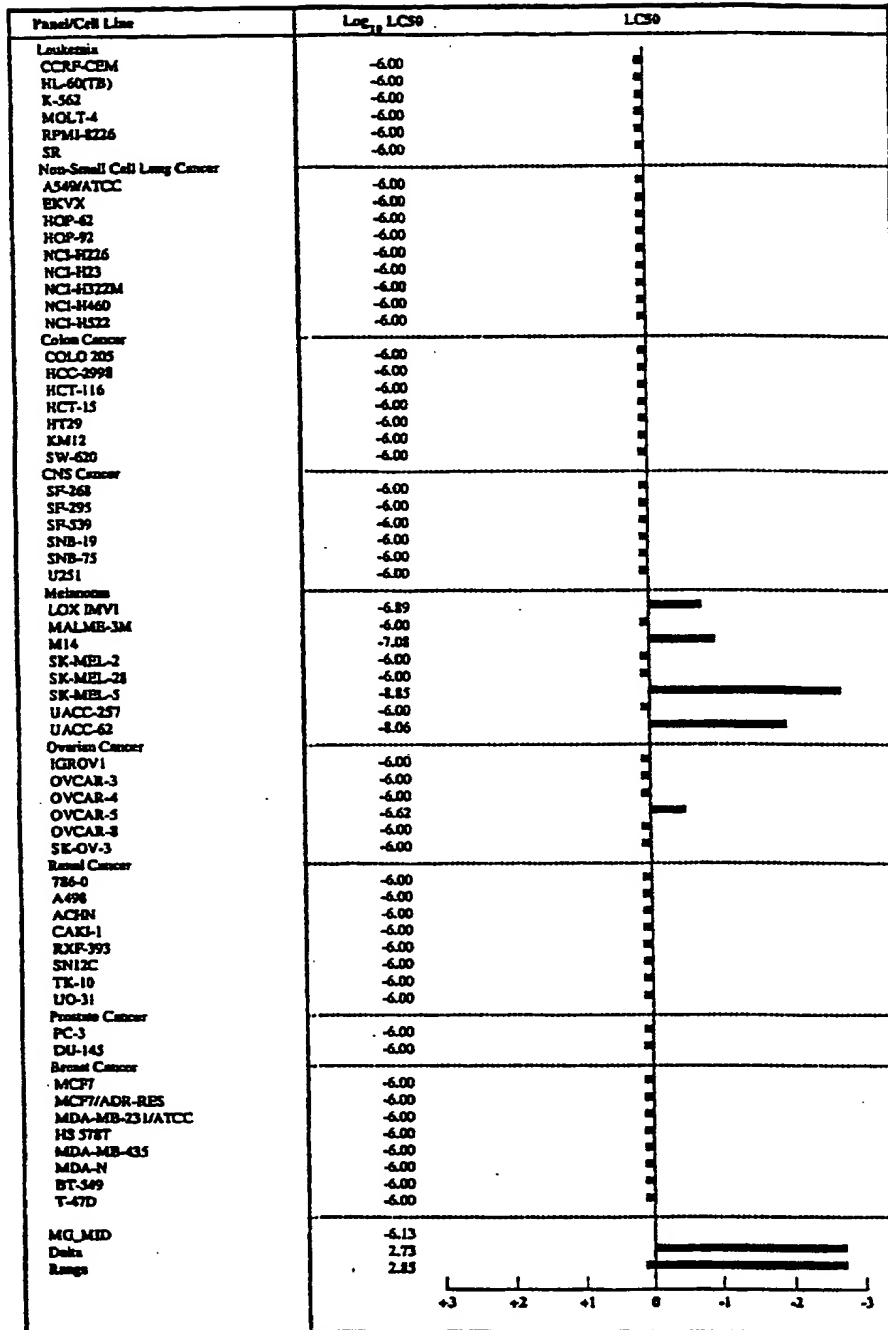 Panel/Cell Line Log10 LC50 LC50
Leukemia
CCRF-CEM -6.00
HL-60(TB) -6.00
K-562 -6.00
MOLT-4 -6.00
RPMI-8226 -6.00
SR -6.00
Non-Small Cell Lung Cancer
A549/ATCC -6.00
EKVX -6.00
HOP-62 -6.00
HOP-92 -6.00
NCI-H226 -6.00
NCI-H23 -6.00
NCI-H322M -6.00
NCI-H460 -6.00
NCI-H522 -6.00
Colon Cancer
COLO 205 -6.00
HCC-2998 -6.00
HCT-116 -6.00
HCT-15 -6.00
HT29 -6.00
KM12 -6.00
SW-620 -6.00
CNS Cancer
SF-268 -6.00
SF-295 -6.00
SF-539 -6.00
SNB-19 -6.00
SNB-75 -6.00
U251 -6.00
Melanoma
LOX IMVI -6.89
MALME-3M -6.00
M14 -7.08
SK-MEL-2 -6.00
SK-MEL-28 -6.00
SK-MEL-5 -8.85
UACC-257 -6.00
UACC-62 -8.06
Ovarian Cancer
IGROV1 -6.00
OVCAR-3 -6.00
OVCAR-4 -6.00
OVCAR-5 -6.62
OVCAR-8 -6.00
SK-OV-3 -6.00
Renal Cancer
786-0 -6.00
A498 -6.00
ACHN -6.00
CAKI-1 -6.00
RXF-393 -6.00
SN12C -6.00
TK-10 -6.00
UO-31 -6.00
Prostate Cancer
PC-3 -6.00
DU-145 -6.00
Breast Cancer
MCF7 -6.00
MCF7/ADR-RES -6.00
MDA-MB-231/ATCC -6.00
HS 578T -6.00
MDA-MB-435 -6.00
MDA-N -6.00
BT-549 -6.00
T-47D -6.00
MG_MID -6.13
Delta 2.73
Range 2.85
+3 +2 +1 0 -1 -2 -3